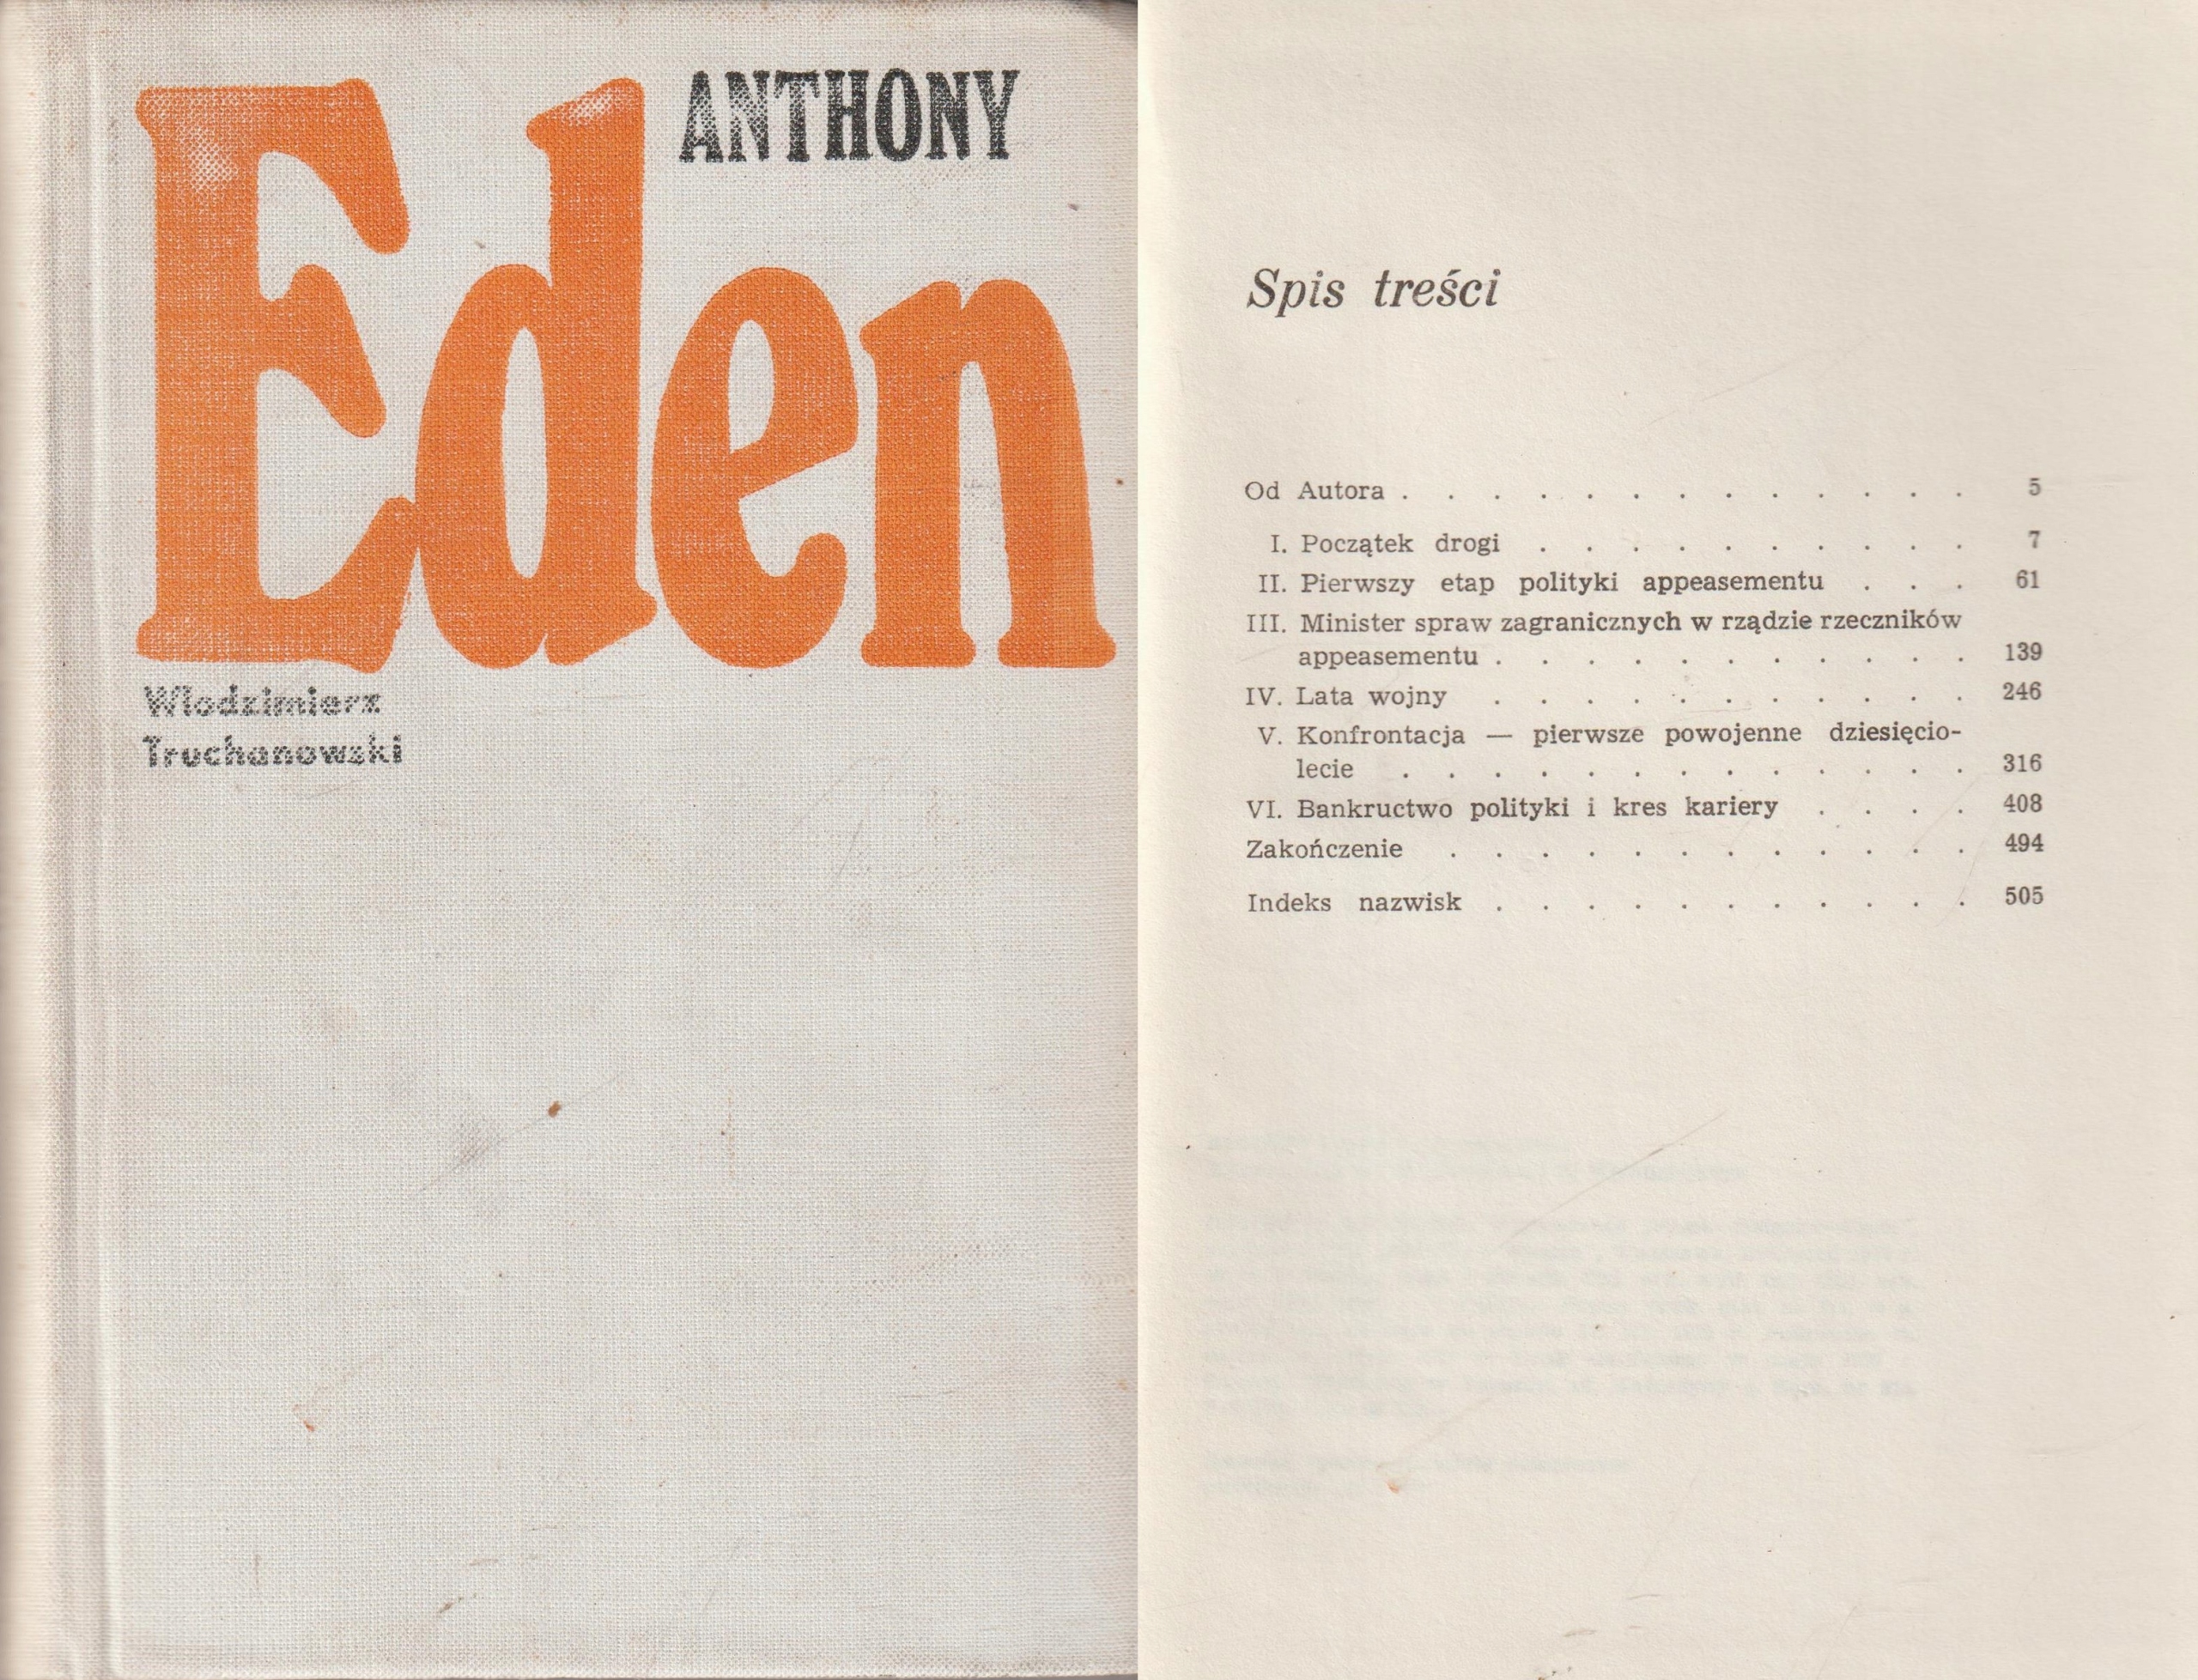 ANTHONY
Eden
Włodzimierz
Truchanowski
Spis treści
Od Autora . . . . . . . . . . . . . 5
I. Początek drogi . . . . . . . . . . 7
II. Pierwszy etap polityki appeasementu . . . 61
III. Minister spraw zagranicznych w rządzie rzeczników
appeasementu . . . . . . . . . . . 139
IV. Lata wojny . . . . . . . . . . . 246
V. Konfrontacja — pierwsze powojenne dziesięcio-
lecie . . . . . . . . . . . . . 316
VI. Bankructwo polityki i kres kariery . . . . 408
Zakończenie . . . . . . . . . . . . 494
Indeks nazwisk . . . . . . . . . . . 505